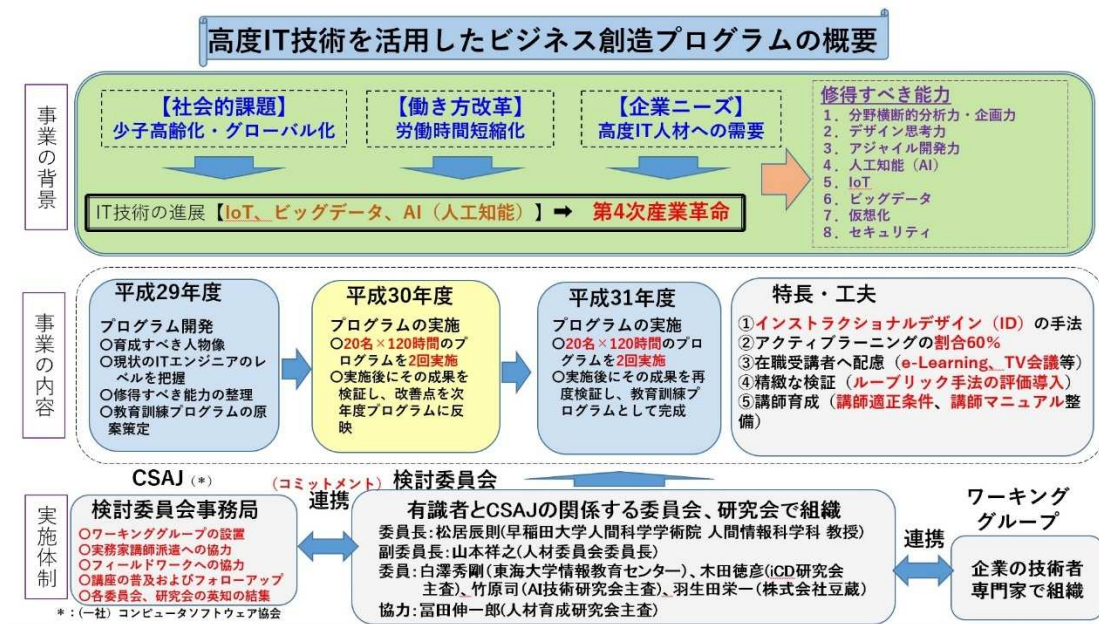 高度IT技術を活用したビジネス創造プログラムの概要
事業の背景
【社会的課題】
少子高齢化・グローバル化
【働き方改革】
労働時間短縮化
【企業ニーズ】
高度IT人材への需要
IT技術の進展【IoT、ビッグデータ、AI（人工知能）】➡ 第4次産業革命
修得すべき能力
1．分野横断的分析力・企画力
2．デザイン思考力
3．アジャイル開発力
4．人工知能（AI）
5．IoT
6．ビッグデータ
7．仮想化
8．セキュリティ
事業の内容
平成29年度
プログラム開発
○育成すべき人物像
○現状のITエンジニアのレ
ベルを把握
○修得すべき能力の整理
○教育訓練プログラムの原
案策定
平成30年度
プログラムの実施
○20名×120時間のプ
ログラムを2回実施
○実施後にその成果を
検証し、改善点を次
年度プログラムに反
映
平成31年度
プログラムの実施
○20名×120時間のプロ
グラムを2回実施
○実施後にその成果を再
度検証し、教育訓練プ
ログラムとして完成
特長・工夫
①インストラクショナルデザイン（ID）の手法
②アクティブラーニングの割合60%
③在職受講者へ配慮（e-Learning、TV会議等）
④精緻な検証（ルーブリック手法の評価導入）
⑤講師育成（講師適正条件、講師マニュアル整
備）
実施体制
CSAJ（*）
検討委員会事務局
○ワーキンググループの設置
○実務家講師派遣への協力
○フィールドワークへの協力
○講座の普及およびフォローアップ
○各委員会、研究会の英知の結集
*：(一社）コンピュータソフトウェア協会
（コミットメント）
連携
検討委員会
有識者とCSAJの関係する委員会、研究会で組織
委員長：松居辰則(早稲田大学人間科学学術院 人間情報科学科 教授)
副委員長：山本祥之(人材委員会委員長)
委員：白澤秀剛(東海大学情報教育センター)、木田徳彦(iCD研究会
主査)、竹原司(AI技術研究会主査)、羽生田栄一(株式会社豆蔵)
協力：冨田伸一郎(人材育成研究会主査)
連携
ワーキング
グループ
企業の技術者
専門家で組織